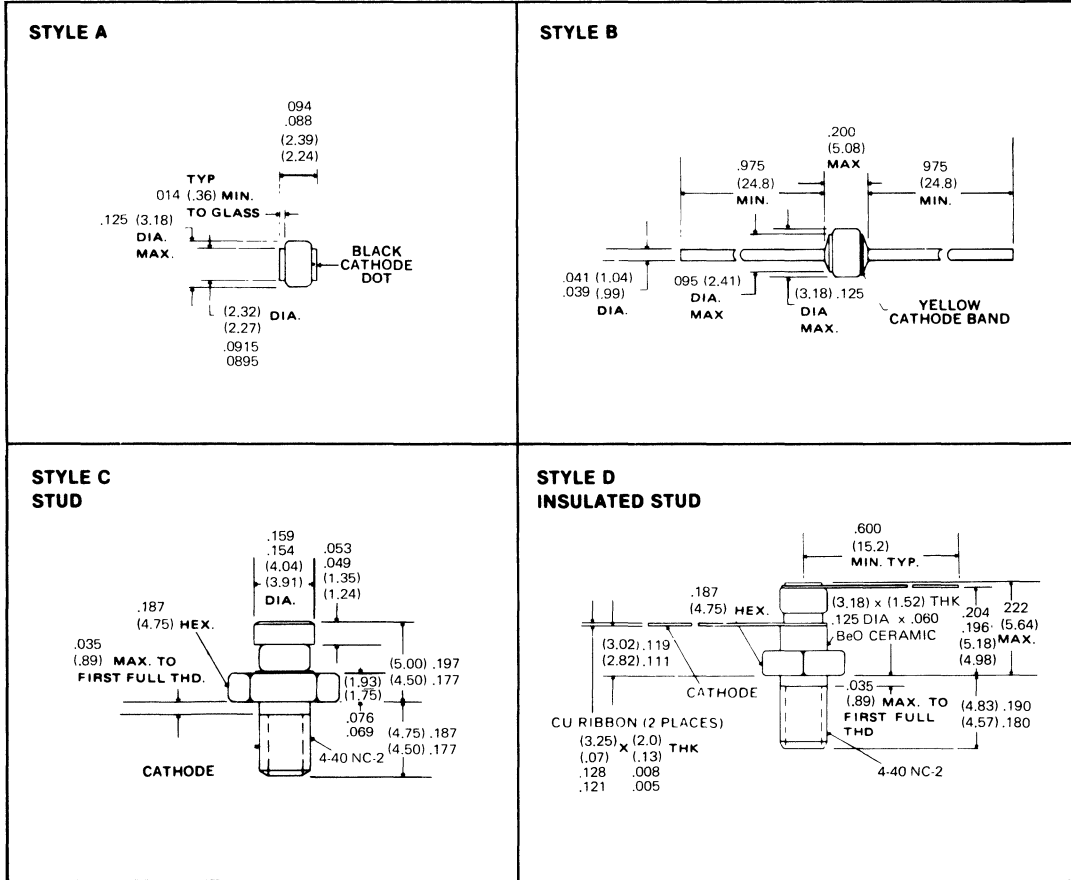 STYLE A
094
.088
(2.39)
(2.24)
TYP
014 (.36) MIN.
TO GLASS
.125 (3.18)
DIA.
MAX.
BLACK
CATHODE
DOT
(2.32) DIA.
(2.27)
.0915
0895
STYLE B
.200
(5.08)
MAX
.975
(24.8)
MIN.
975
(24.8)
MIN.
.041 (1.04)
.039 (.99)
DIA.
095 (2.41)
DIA.
MAX
(3.18) .125
DIA
MAX.
YELLOW
CATHODE BAND
STYLE C
STUD
.159
.154
(4.04)
(3.91)
DIA.
.053
.049
(1.35)
(1.24)
.187
(4.75) HEX.
.035
(.89) MAX. TO
FIRST FULL THD.
(5.00) .197
(4.50) .177
(1.93)
(1.75)
.076
.069
(4.75) .187
(4.50) .177
4-40 NC-2
CATHODE
STYLE D
INSULATED STUD
.600
(15.2)
MIN. TYP.
.187
(4.75) HEX.
(3.18) x (1.52) THK
.125 DIA x .060
BeO CERAMIC
.204
.196
(5.18)
(4.98)
222
(5.64)
MAX.
(3.02) .119
(2.82) .111
CATHODE
.035
(.89) MAX. TO
FIRST FULL
THD
(4.83) .190
(4.57) .180
CU RIBBON (2 PLACES)
(3.25) x (2.0) THK
(.07) (.13)
.128 .008
.121 .005
4-40 NC-2